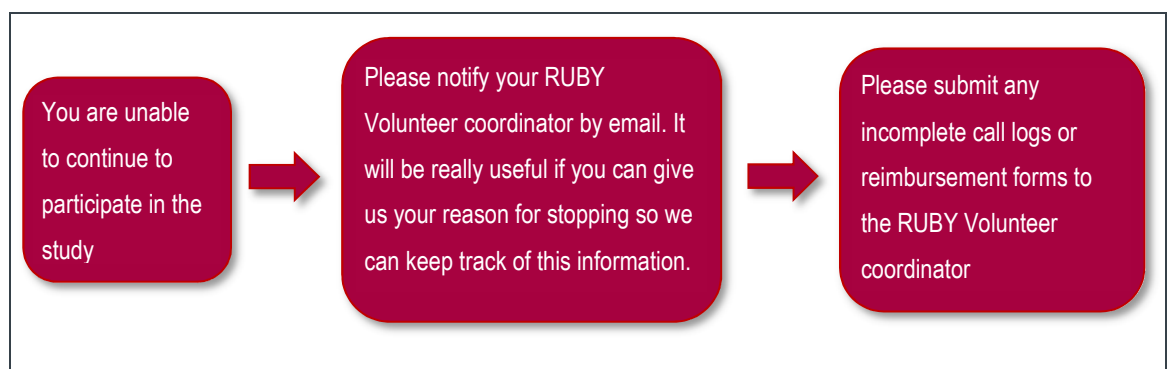 You are unable
to continue to
participate in the
study
Please notify your RUBY
Volunteer coordinator by email. It
will be really useful if you can give
us your reason for stopping so we
can keep track of this information.
Please submit any
incomplete call logs or
reimbursement forms to
the RUBY Volunteer
coordinator